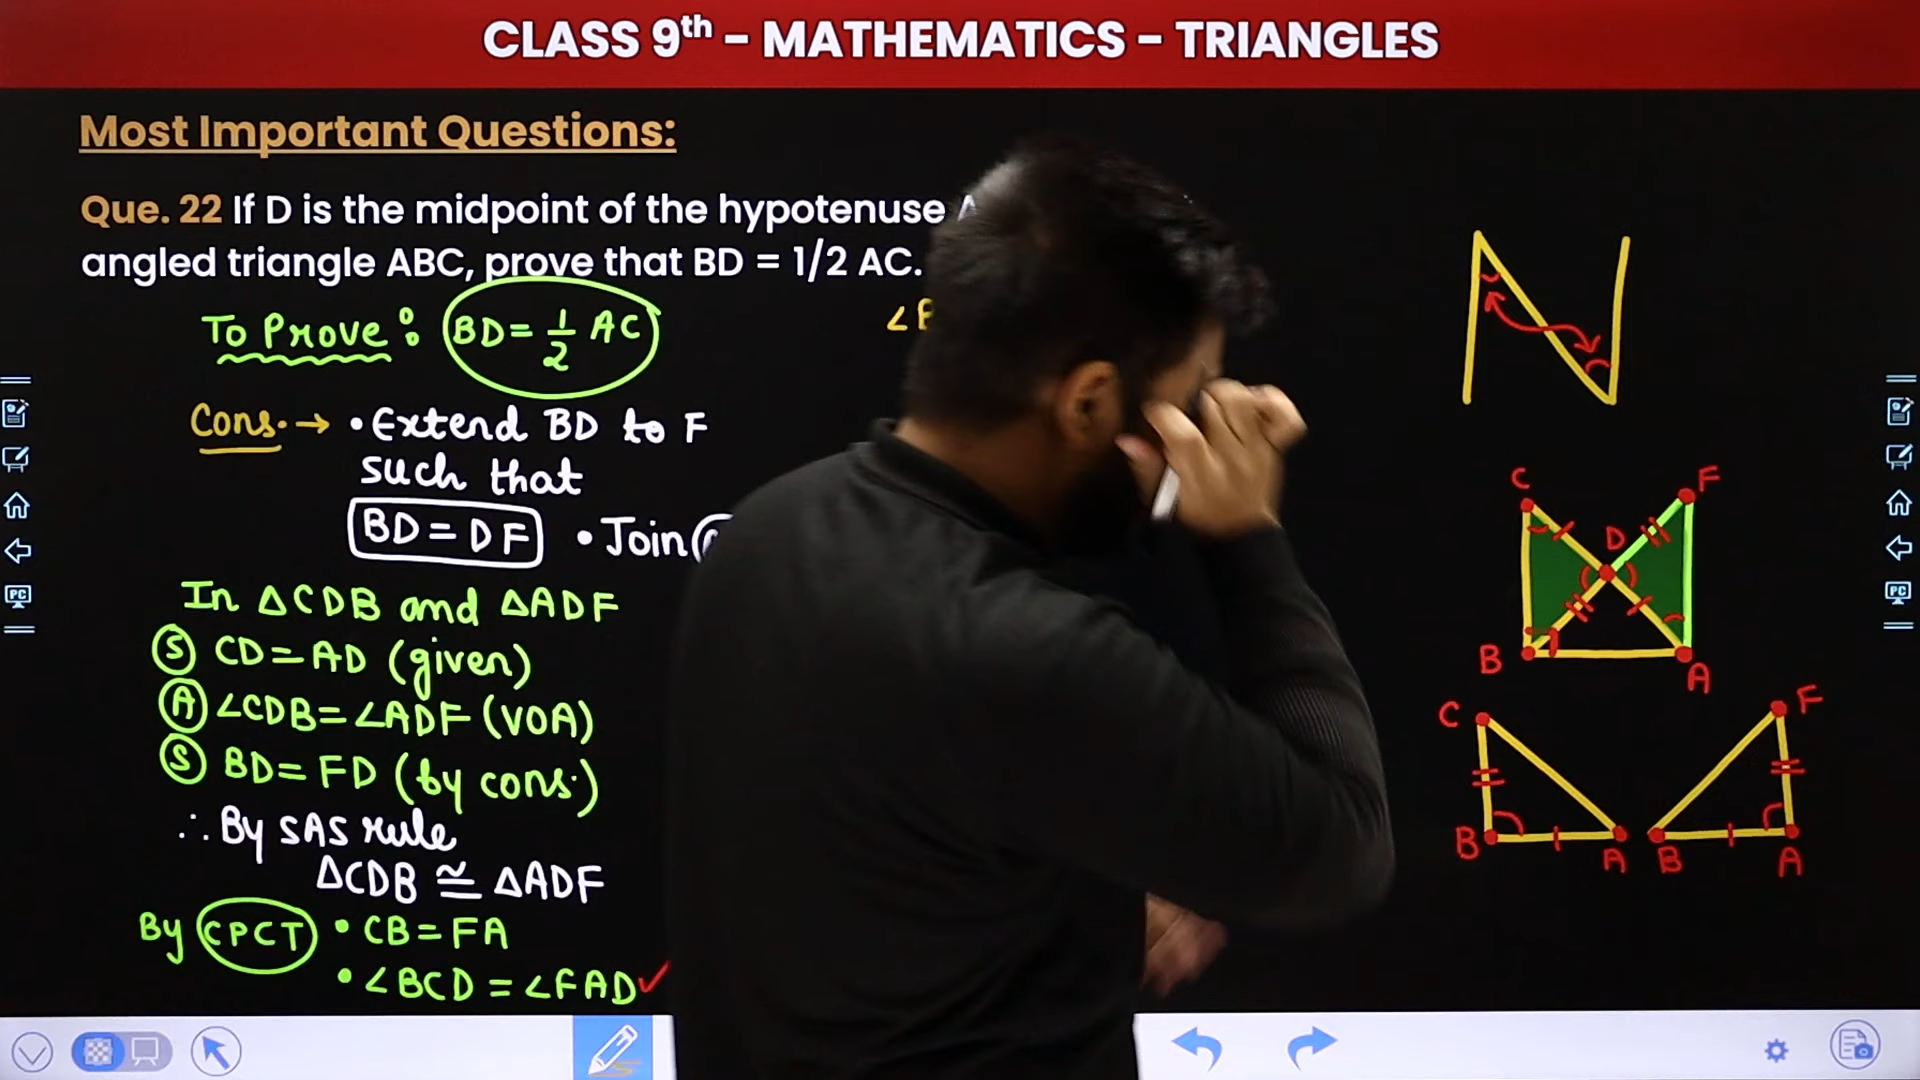 CLASS 9th - MATHEMATICS - TRIANGLES
Most Important Questions:
Que. 22 If D is the midpoint of the hypotenuse
angled triangle ABC, prove that BD = 1/2 AC.
To Prove : BD = 1/2 AC
Cons. → • Extend BD to F
such that
BD = DF • Join
In ΔCDB and ΔADF
(S) CD = AD (given)
(A) ∠CDB = ∠ADF (VOA)
(S) BD = FD (by cons.)
∴ By SAS rule
ΔCDB ≅ ΔADF
By CPCT • CB = FA
• ∠BCD = ∠FAD ✓
C F
D
B A
C F
B A B A
PC
PC